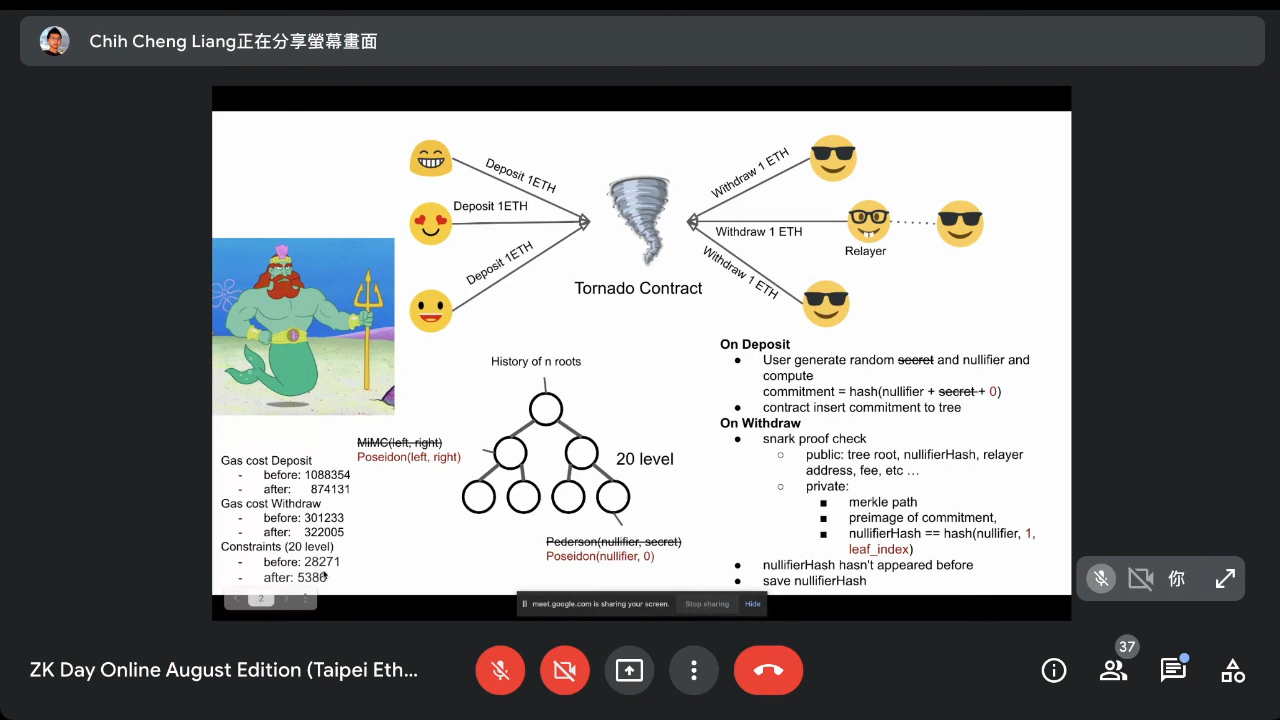 Chih Cheng Liang正在分享螢幕畫面
Deposit 1ETH
Deposit 1ETH
Deposit 1ETH
Tornado Contract
Withdraw 1 ETH
Withdraw 1 ETH
Withdraw 1 ETH
Relayer
History of n roots
MiMC(left, right)
Poseidon(left, right)
20 level
Pederson(nullifier, secret)
Poseidon(nullifier, 0)
Gas cost Deposit
- before: 1088354
- after: 874131
Gas cost Withdraw
- before: 301233
- after: 322005
Constraints (20 level)
- before: 28271
- after: 5386
On Deposit
● User generate random secret and nullifier and
compute
commitment = hash(nullifier + secret + 0)
● contract insert commitment to tree
On Withdraw
● snark proof check
○ public: tree root, nullifierHash, relayer
address, fee, etc …
○ private:
■ merkle path
■ preimage of commitment,
■ nullifierHash == hash(nullifier, 1,
leaf_index)
● nullifierHash hasn't appeared before
● save nullifierHash
2
meet.google.com is sharing your screen.
Stop sharing
Hide
你
ZK Day Online August Edition (Taipei Eth...
37